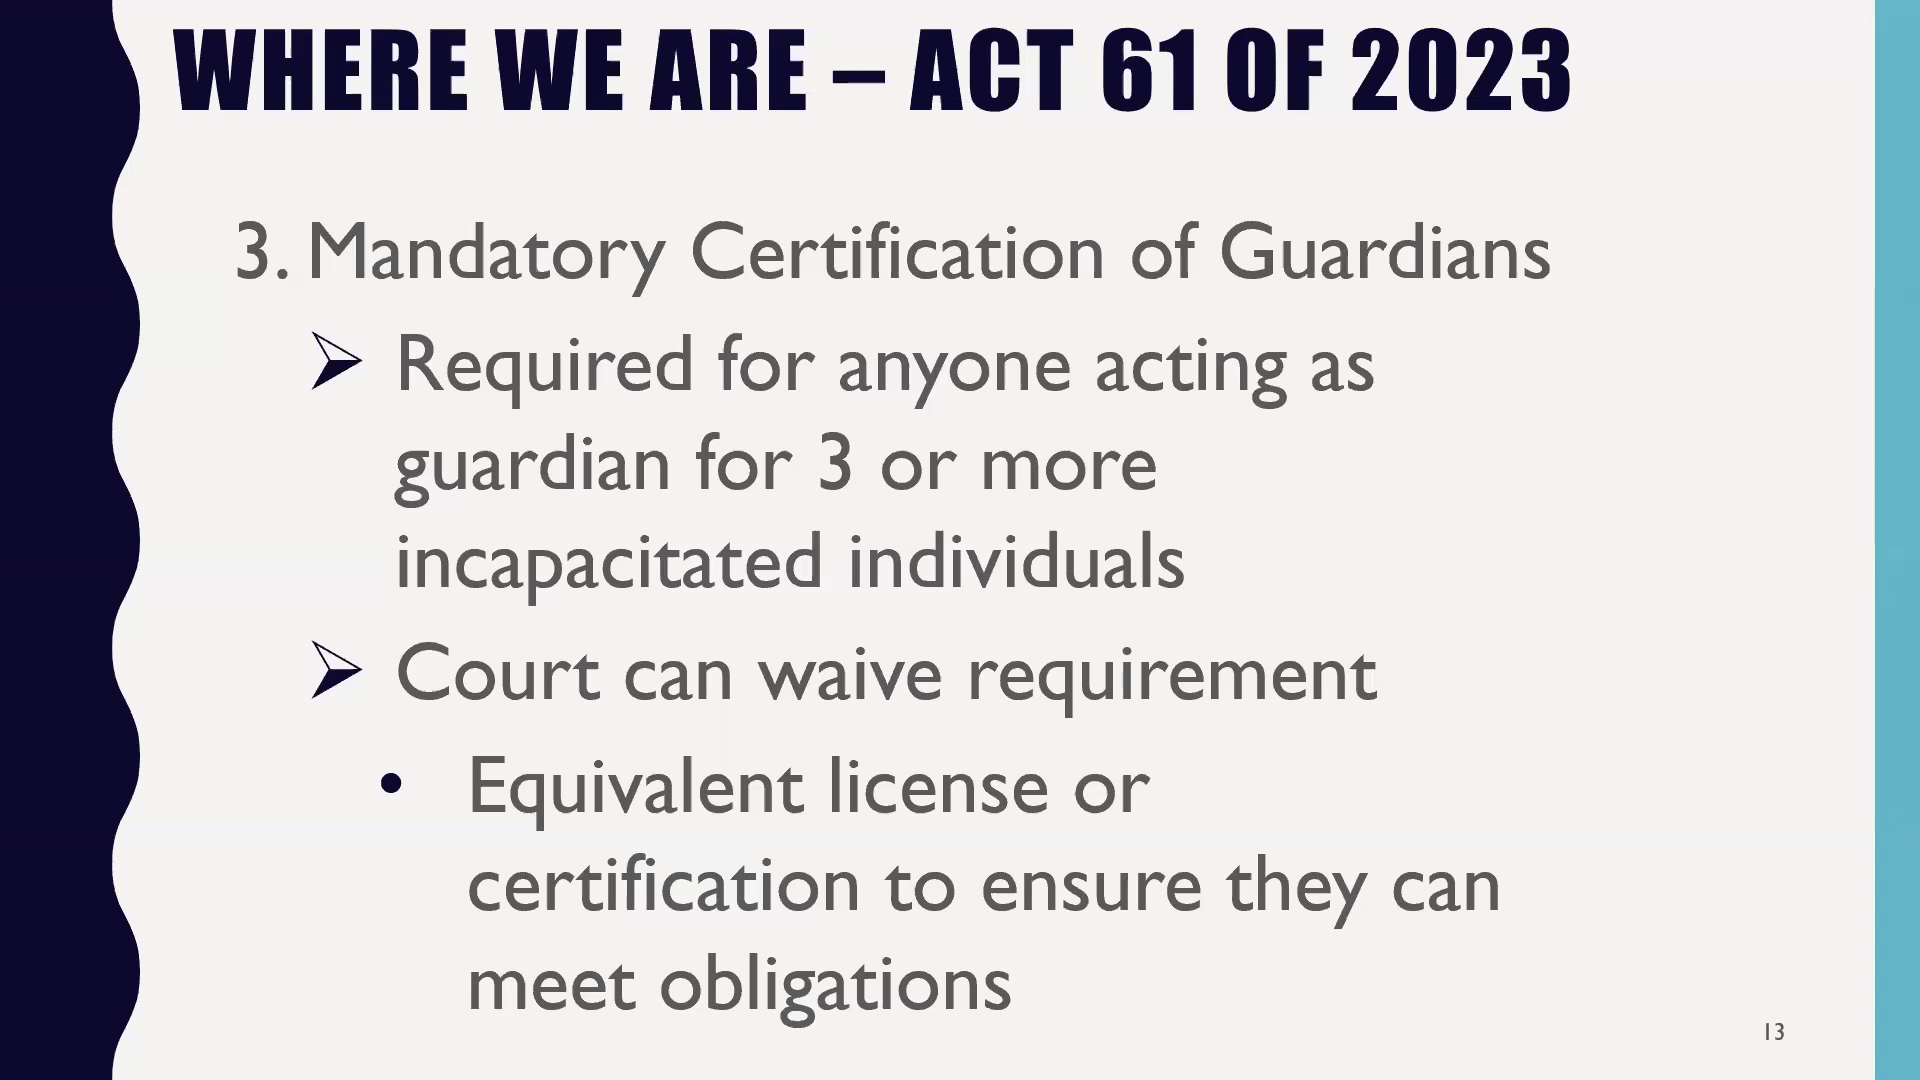 WHERE WE ARE – ACT 61 OF 2023
3. Mandatory Certification of Guardians
➢ Required for anyone acting as
guardian for 3 or more
incapacitated individuals
➢ Court can waive requirement
• Equivalent license or
certification to ensure they can
meet obligations
13